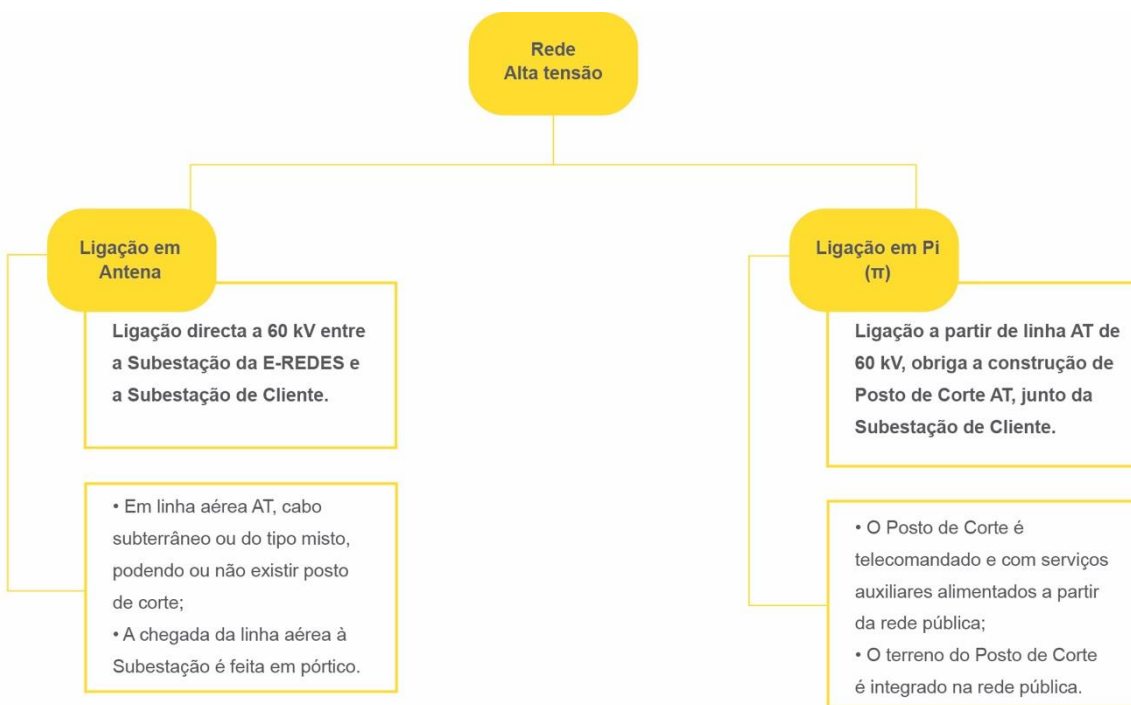 Rede
Alta tensão
Ligação em
Antena
Ligação directa a 60 kV entre
a Subestação da E-REDES e
a Subestação de Cliente.
• Em linha aérea AT, cabo
subterrâneo ou do tipo misto,
podendo ou não existir posto
de corte;
• A chegada da linha aérea à
Subestação é feita em pórtico.
Ligação em Pi
(π)
Ligação a partir de linha AT de
60 kV, obriga a construção de
Posto de Corte AT, junto da
Subestação de Cliente.
• O Posto de Corte é
telecomandado e com serviços
auxiliares alimentados a partir
da rede pública;
• O terreno do Posto de Corte
é integrado na rede pública.